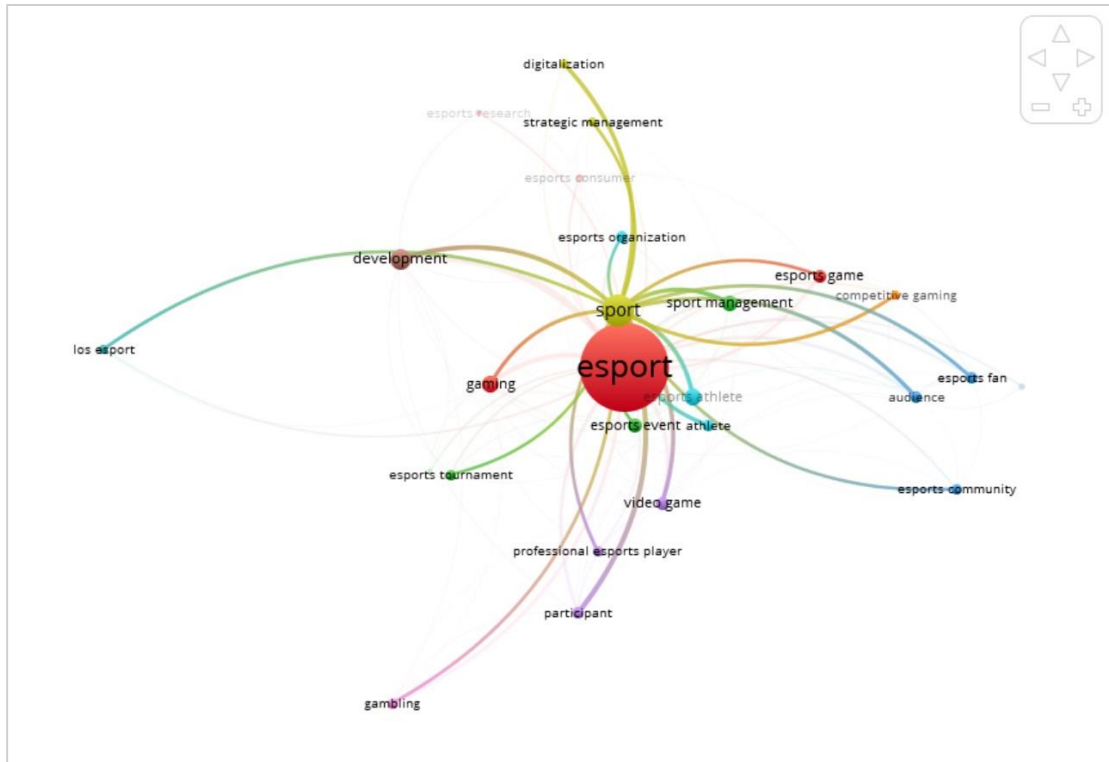 digitalization
esports research
strategic management
esports consumer
esports organization
development
esports game
competitive gaming
sport management
sport
los esport
esport
esports fan
gaming
esports athlete
audience
esports event
athlete
esports tournament
esports community
video game
professional esports player
participant
gambling